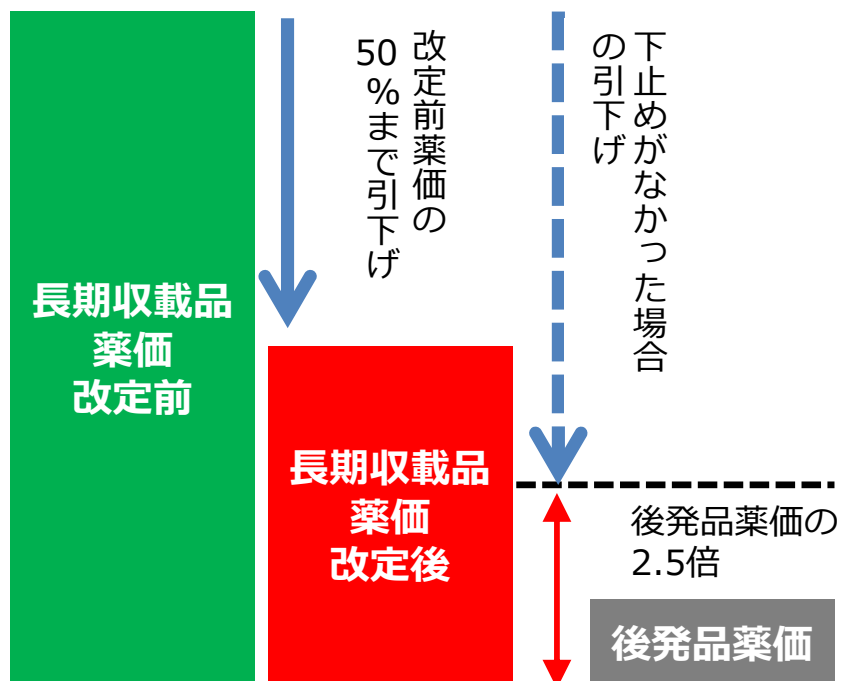 長期収載品
薬価
改定前
改定前薬価の
50%まで引下げ
長期収載品
薬価
改定後
下止めがなかった場合
の引下げ
後発品薬価の
2.5倍
後発品薬価